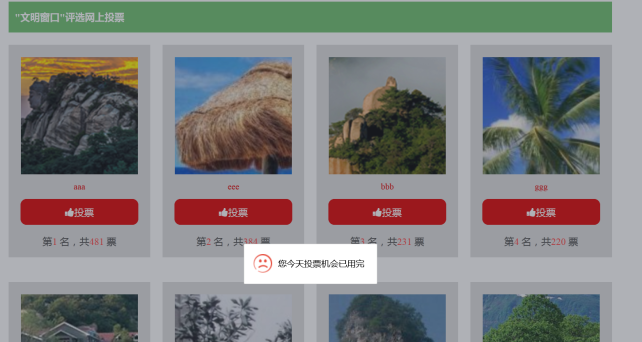 "文明窗口"评选网上投票
aaa
eee
bbb
ggg
投票
投票
投票
投票
第1 名，共481 票
第2 名，共384 票
第3 名，共231 票
第4 名，共220 票
您今天投票机会已用完